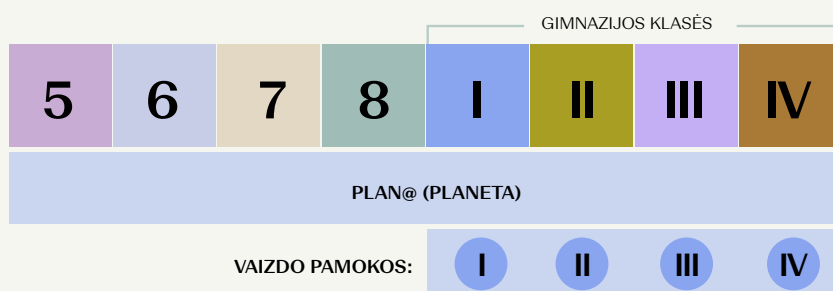 GIMNAZIJOS KLASĖS
5 6 7 8 I II III IV
PLAN@ (PLANETA)
VAIZDO PAMOKOS: I II III IV